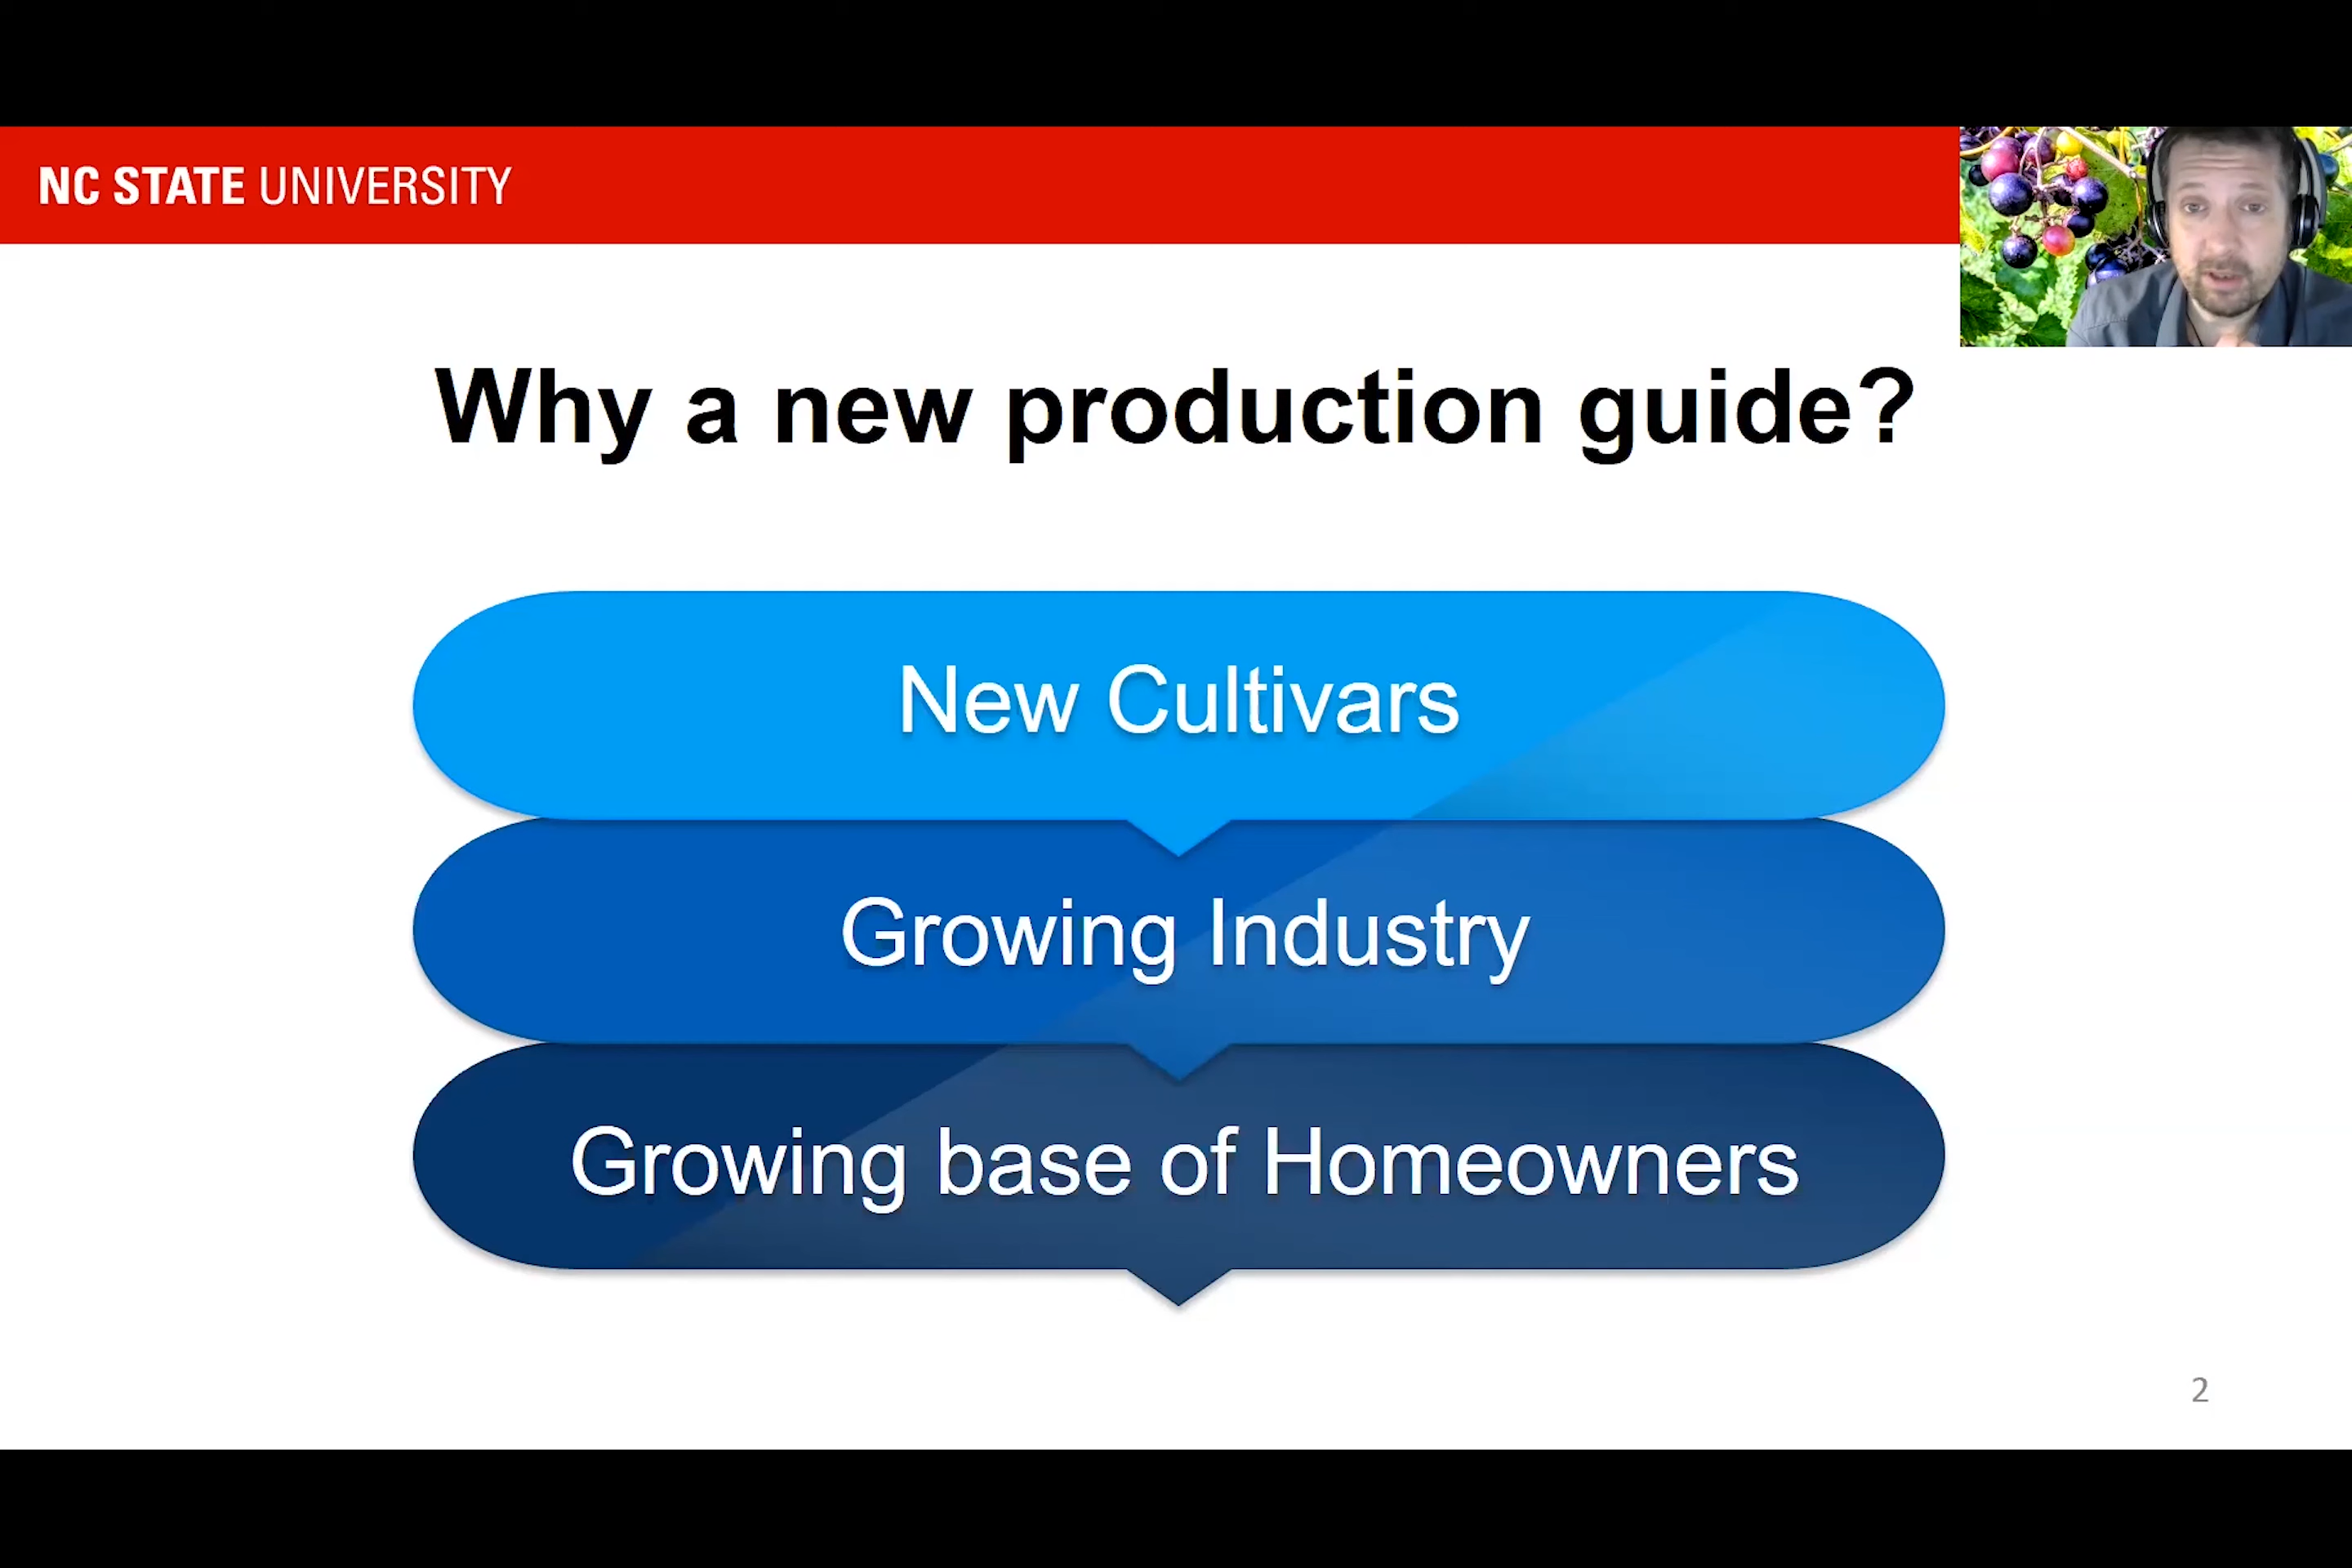 NC STATE UNIVERSITY
Why a new production guide?
New Cultivars
Growing Industry
Growing base of Homeowners
2